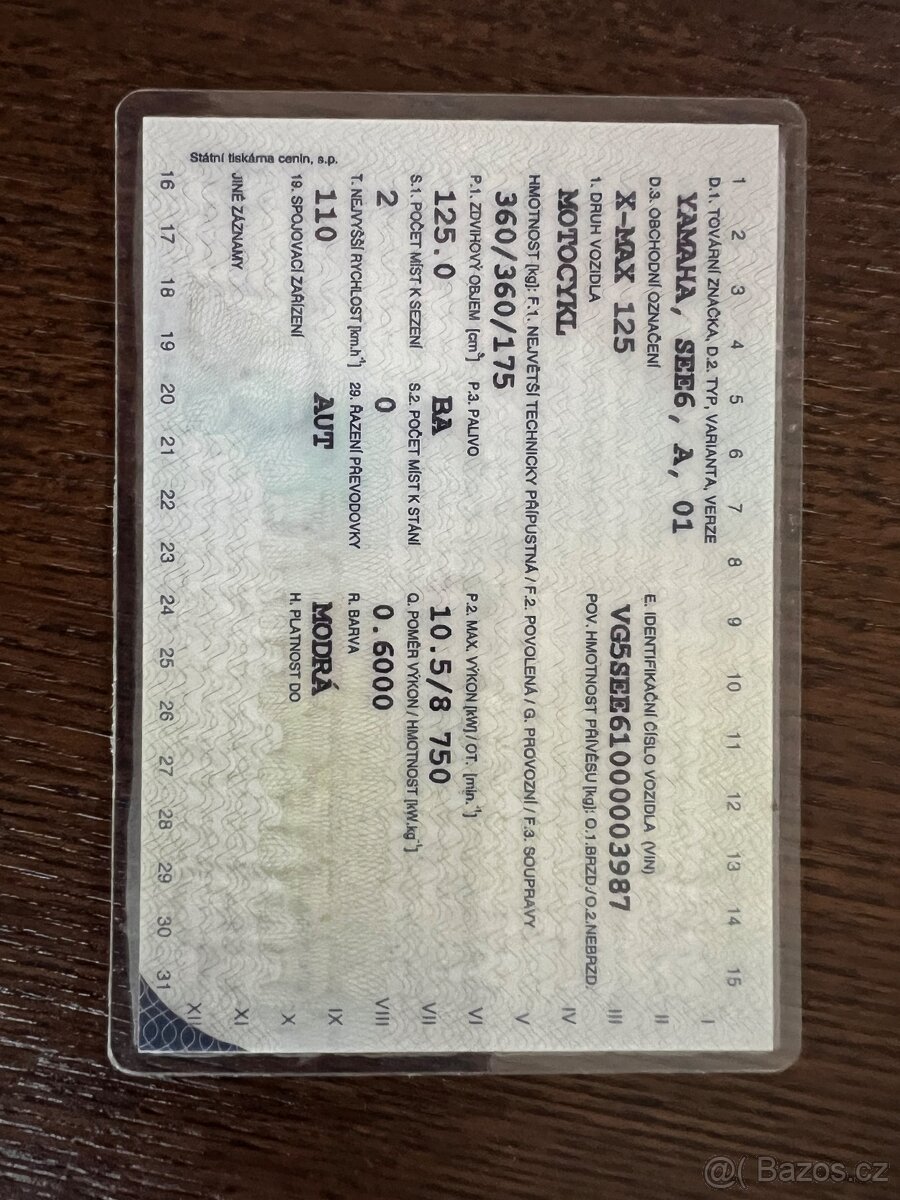 1 2 3 4 5 6 7 8 9 10 11 12 13 14 15
D.1. TOVÁRNÍ ZNAČKA, D.2. TYP, VARIANTA, VERZE
YAMAHA, SEE6, A, 01
D.3. OBCHODNÍ OZNAČENÍ E. IDENTIFIKAČNÍ ČÍSLO VOZIDLA (VIN)
X-MAX 125 VG5SEE61000003987
1. DRUH VOZIDLA POV. HMOTNOST PŘÍVĚSU [kg]: O.1.BRZD./O.2.NEBRZD.
MOTOCYKL
HMOTNOST [kg]: F.1. NEJVĚTŠÍ TECHNICKY PŘÍPUSTNÁ / F.2. POVOLENÁ / G. PROVOZNÍ / F.3. SOUPRAVY
360/360/175
P.1. ZDVIHOVÝ OBJEM [cm³] P.3. PALIVO P.2. MAX. VÝKON [kW] / OT. [min.⁻¹]
125.0 BA 10.5/8 750
S.1. POČET MÍST K SEZENÍ S.2. POČET MÍST K STÁNÍ Q. POMĚR VÝKON / HMOTNOST [kW.kg⁻¹]
2 0 0.6000
T. NEJVYŠŠÍ RYCHLOST [km.h⁻¹] 29. ŘAZENÍ PŘEVODOVKY R. BARVA
110 AUT MODRÁ
19. SPOJOVACÍ ZAŘÍZENÍ H. PLATNOST DO
JINÉ ZÁZNAMY
16 17 18 19 20 21 22 23 24 25 26 27 28 29 30 31
I II III IV V VI VII VIII IX X XI XII
Státní tiskárna cenin, s.p.
@( Bazos.cz